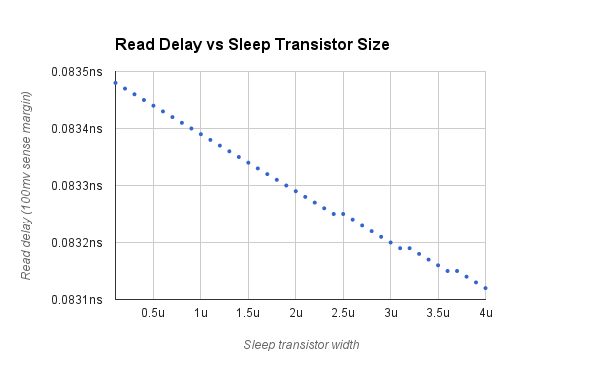 Read Delay vs Sleep Transistor Size
Read delay (100mv sense margin)
0.0835ns
0.0834ns
0.0833ns
0.0832ns
0.0831ns
0.5u 1u 1.5u 2u 2.5u 3u 3.5u 4u
Sleep transistor width